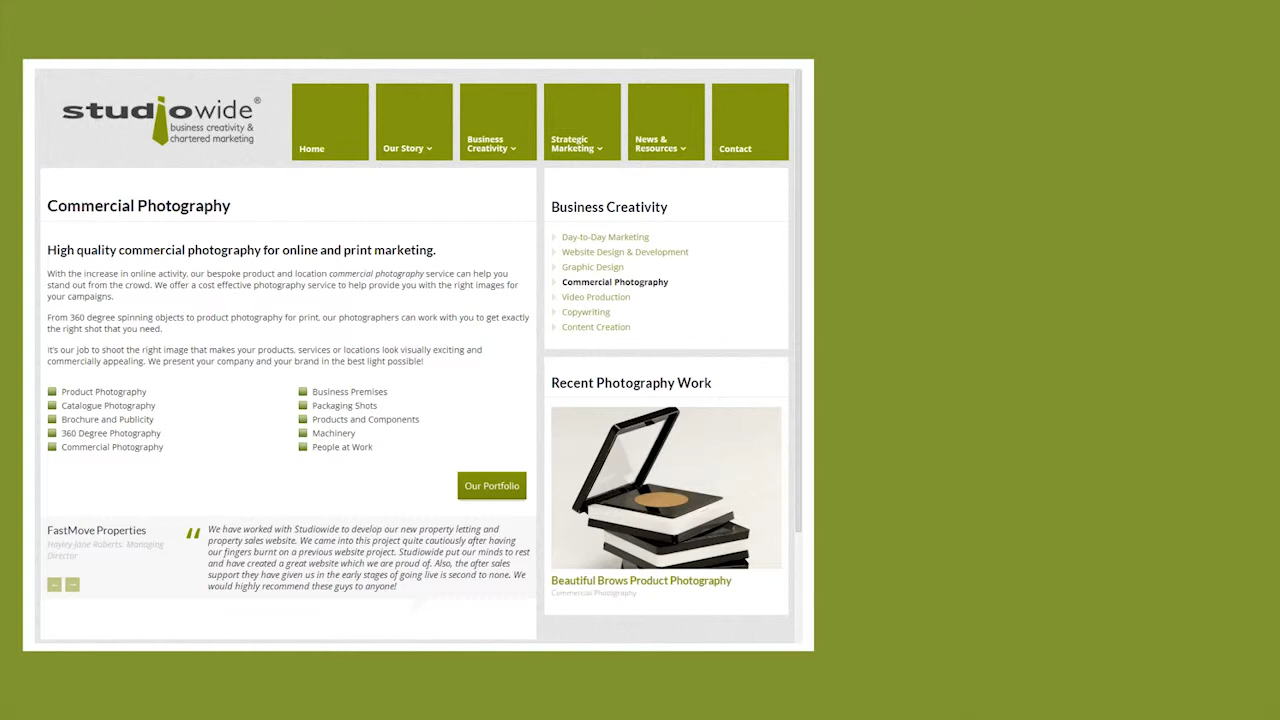 studiowide®
business creativity &
chartered marketing
Home
Our Story
Business
Creativity
Strategic
Marketing
News &
Resources
Contact
Commercial Photography
High quality commercial photography for online and print marketing.
With the increase in online activity, our bespoke product and location commercial photography service can help you
stand out from the crowd. We offer a cost effective photography service to help provide you with the right images for
your campaigns.
From 360 degree spinning objects to product photography for print, our photographers can work with you to get exactly
the right shot that you need.
It's our job to shoot the right image that makes your products, services or locations look visually exciting and
commercially appealing. We present your company and your brand in the best light possible!
Product Photography
Catalogue Photography
Brochure and Publicity
360 Degree Photography
Commercial Photography
Business Premises
Packaging Shots
Products and Components
Machinery
People at Work
Our Portfolio
FastMove Properties
Hayley-Jane Roberts: Managing
Director
We have worked with Studiowide to develop our new property letting and
property sales website. We came into this project quite cautiously after having
our fingers burnt on a previous website project. Studiowide put our minds to rest
and have created a great website which we are proud of. Also, the after sales
support they have given us in the early stages of going live is second to none. We
would highly recommend these guys to anyone!
Business Creativity
Day-to-Day Marketing
Website Design & Development
Graphic Design
Commercial Photography
Video Production
Copywriting
Content Creation
Recent Photography Work
Beautiful Brows Product Photography
Commercial Photography